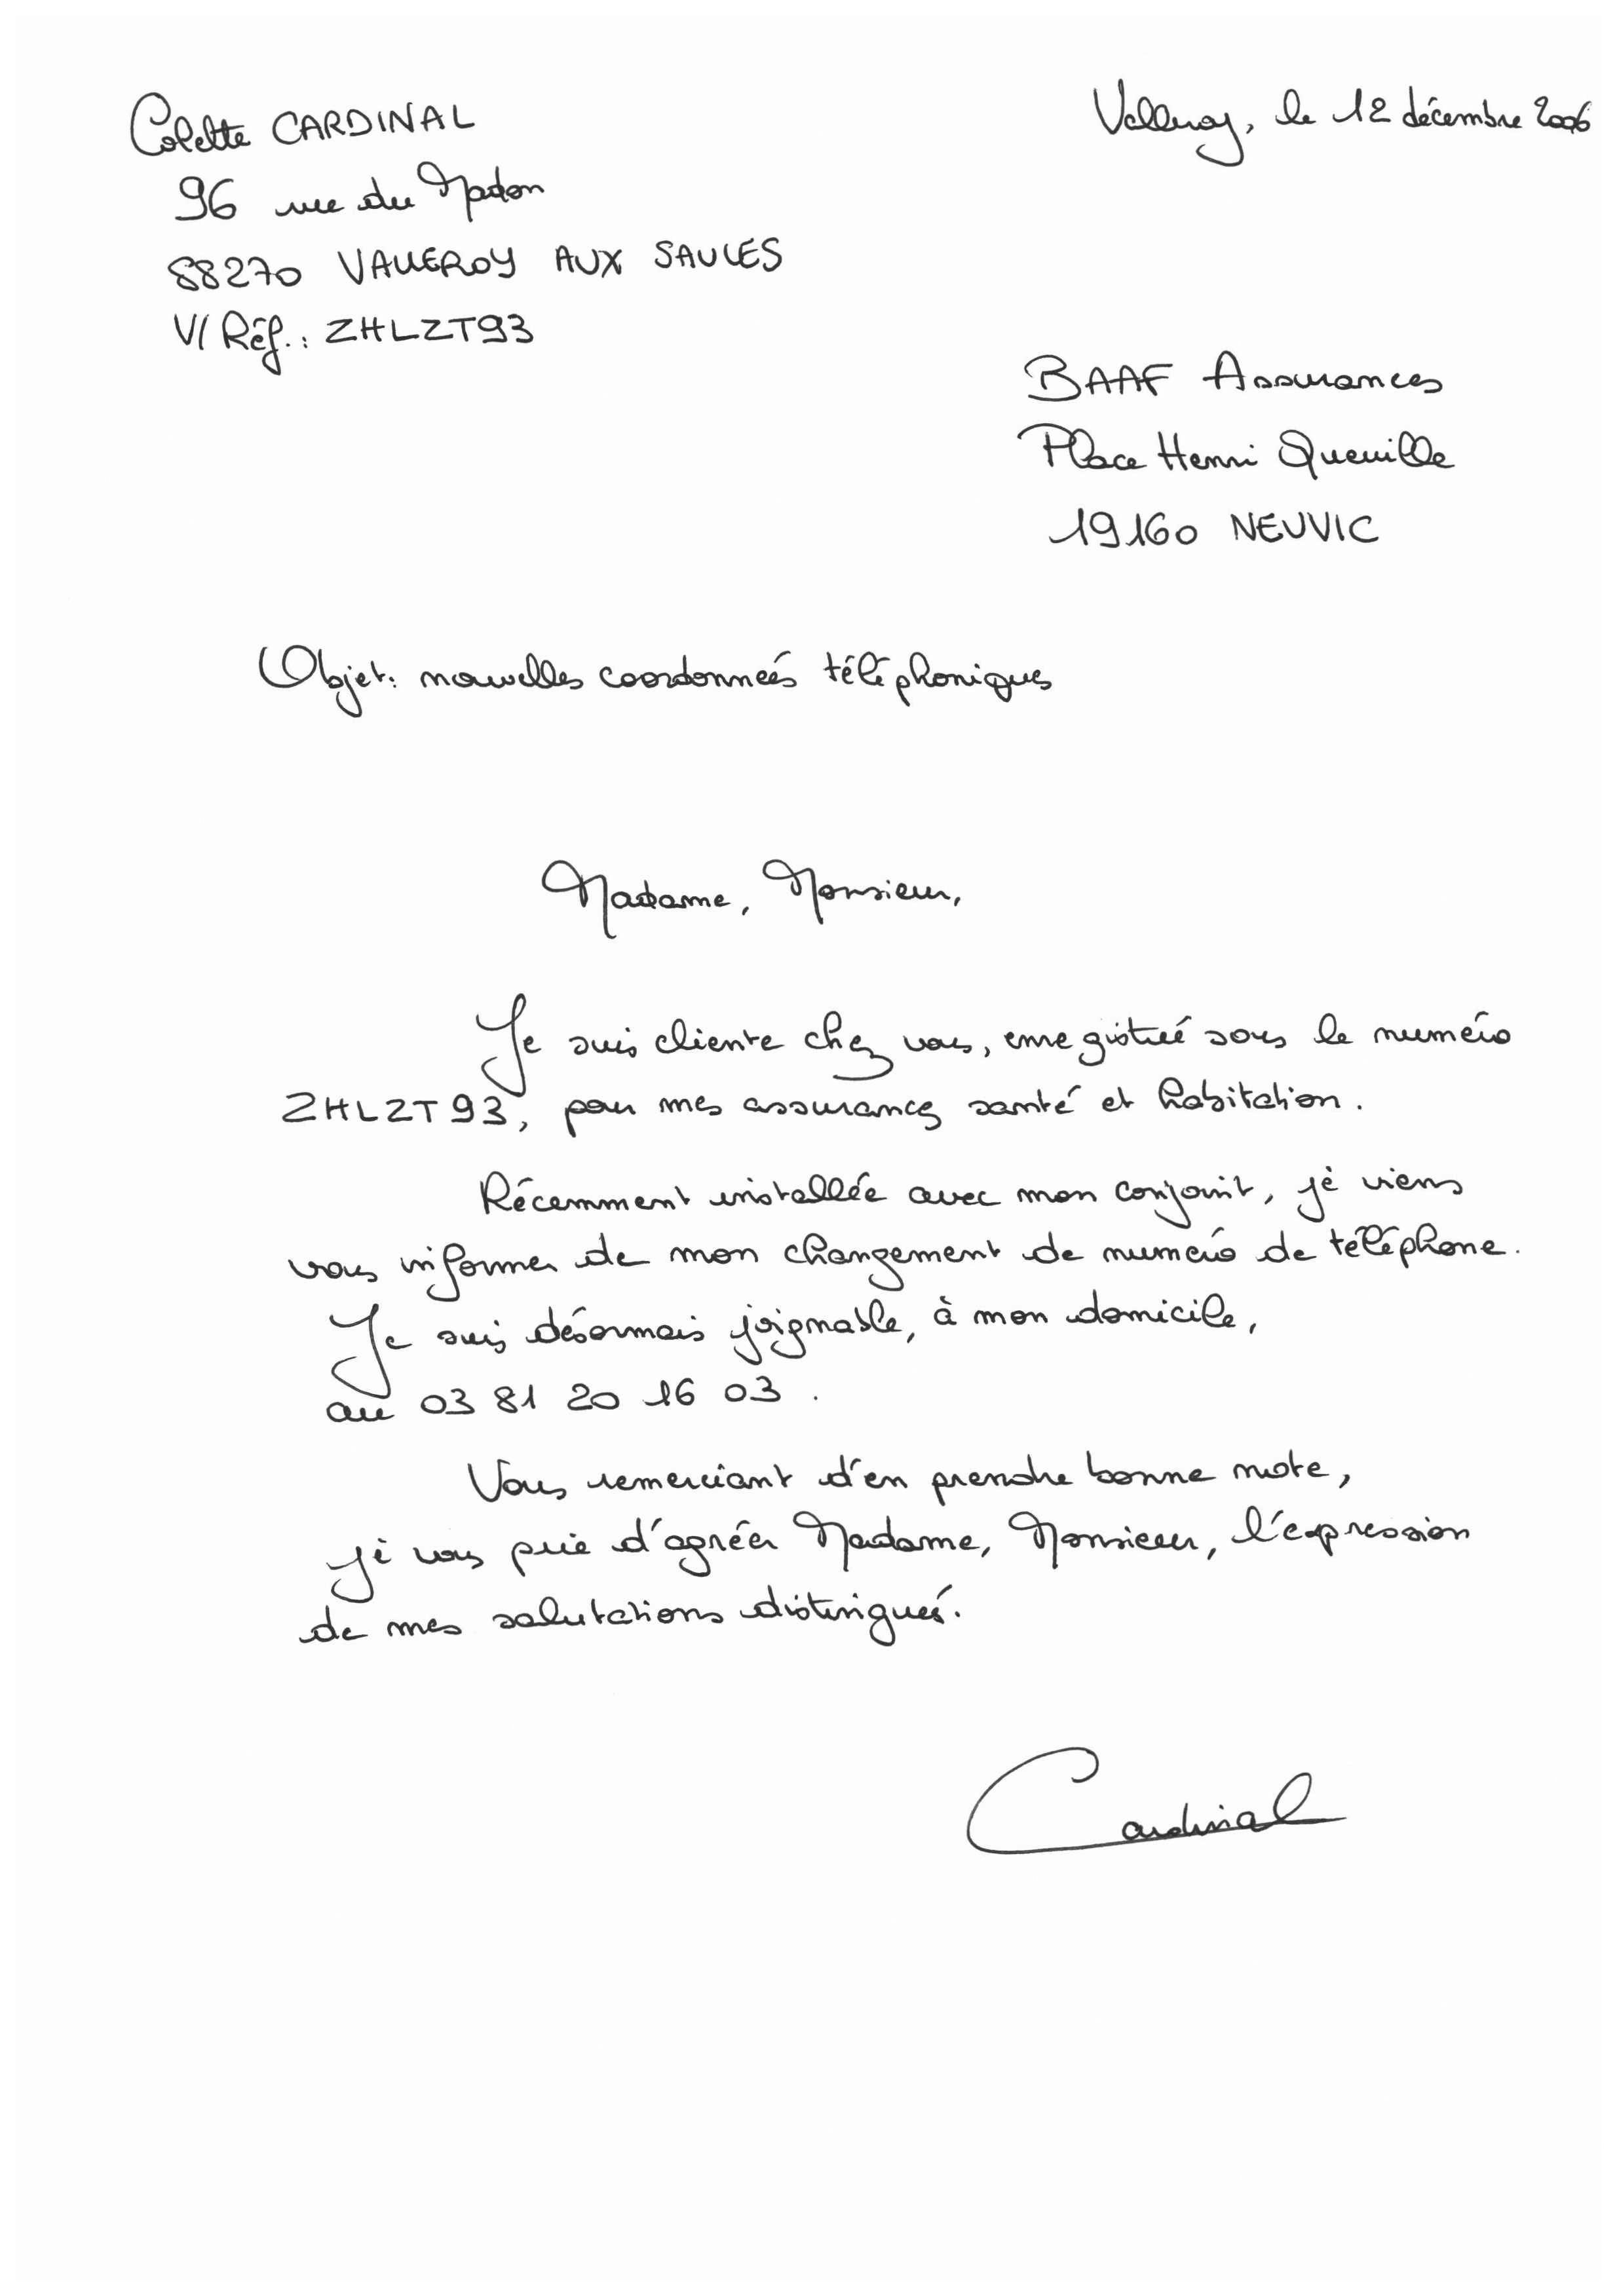 Colette CARDINAL
Valleroy, le 12 décembre 2006
96 rue du Madon
88270 VALLEROY AUX SAULES
V/Réf.: ZHLZT93
BAAF Assurances
Place Henri Queuille
19160 NEUVIC
Objet: nouvelles coordonnées téléphoniques
Madame, Monsieur,
Je suis cliente chez vous, enregistrée sous le numéro
ZHLZT93, pour mes assurances santé et habitation.
Récemment installée avec mon conjoint, je viens
vous informer de mon changement de numéro de téléphone.
Je suis désormais joignable, à mon domicile,
au 03 81 20 16 03.
Vous remerciant d'en prendre bonne note,
je vous prie d'agréer Madame, Monsieur, l'expression
de mes salutations distingués.
Cardinal